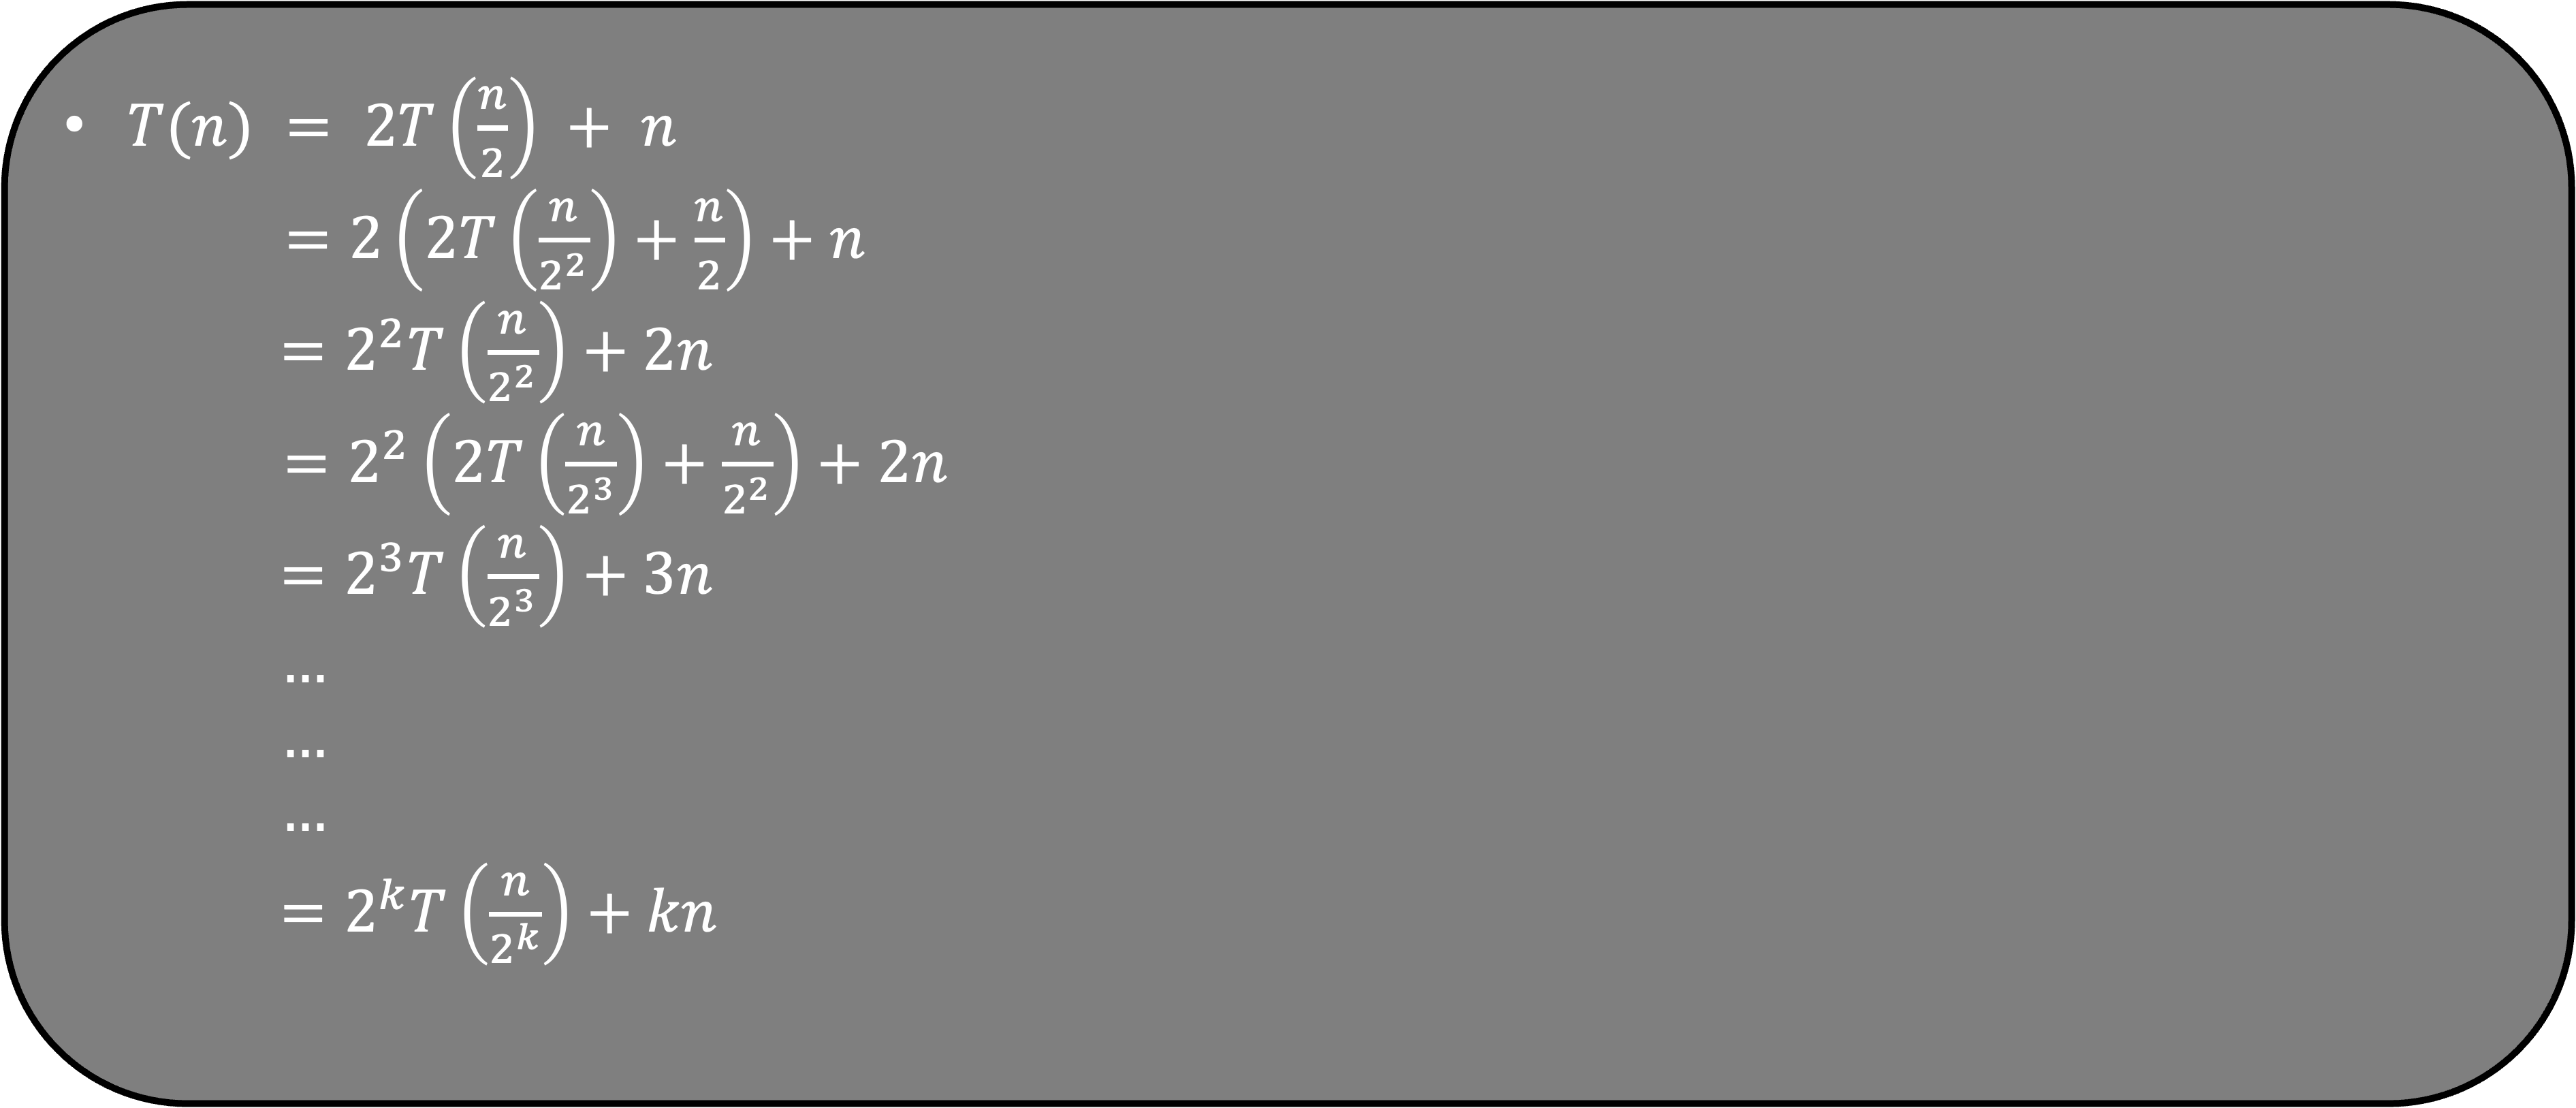 • T(n) = 2T(n/2) + n
= 2(2T(n/2²) + n/2) + n
= 2²T(n/2²) + 2n
= 2²(2T(n/2³) + n/2²) + 2n
= 2³T(n/2³) + 3n
…
…
…
= 2ᵏT(n/2ᵏ) + kn